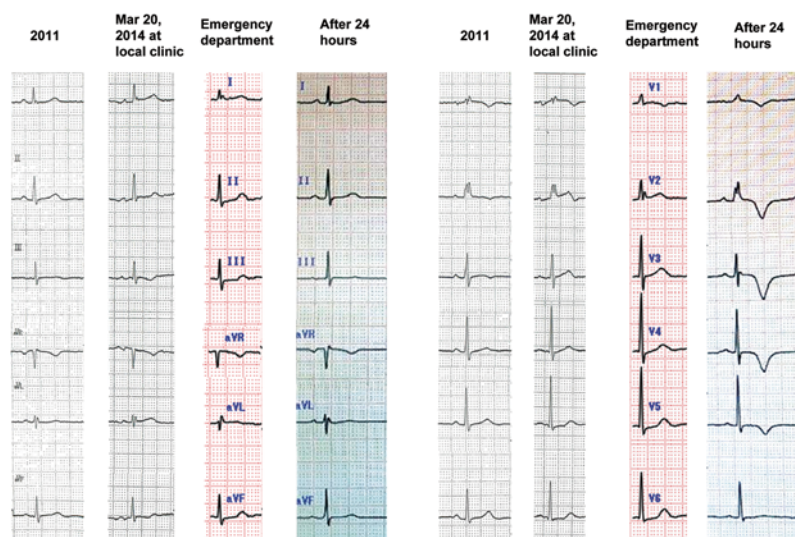 2011
Mar 20,
2014 at
local clinic
Emergency
department
After 24
hours
2011
Mar 20,
2014 at
local clinic
Emergency
department
After 24
hours
II
III
I
II
III
aVR
aVL
aVF
I
II
III
aVR
aVL
aVF
V1
V2
V3
V4
V5
V6